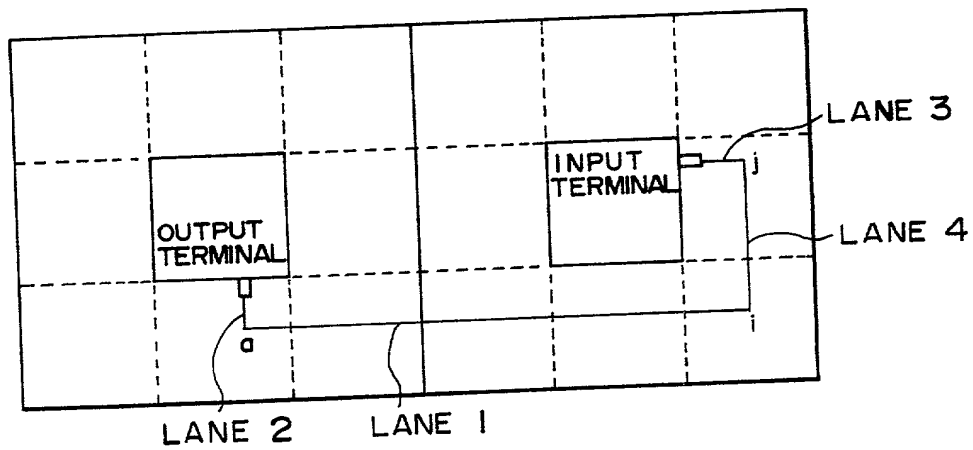 LANE 3
INPUT
TERMINAL
j
OUTPUT
TERMINAL
LANE 4
i
a
LANE 2
LANE 1